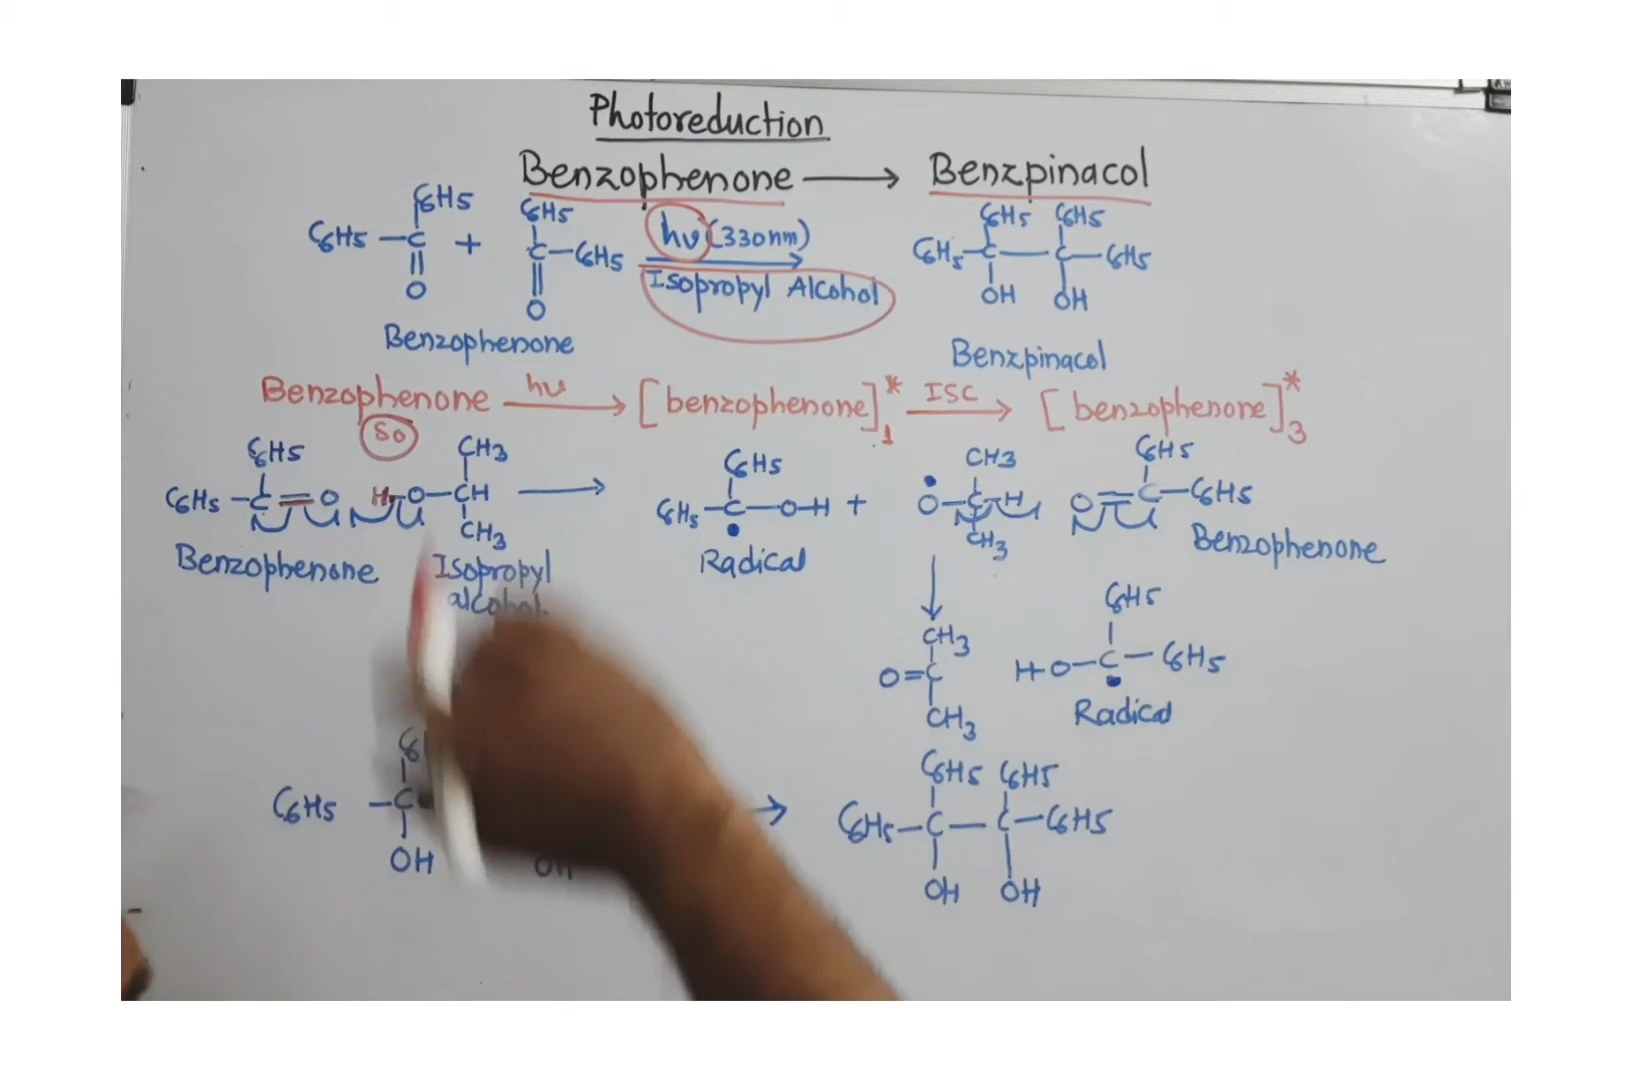 Photoreduction
Benzophenone ⟶ Benzpinacol
C6H5 C6H5 C6H5 C6H5
C6H5 — C + C — C6H5 hν (330nm) C6H5 — C — C — C6H5
O O Isopropyl Alcohol OH OH
Benzophenone Benzpinacol
Benzophenone hν ⟶ [benzophenone]*1 ISC ⟶ [benzophenone]*3
S0
C6H5 CH3 C6H5 CH3 C6H5
C6H5 — C = O H — O — CH ⟶ C6H5 — C — O — H + O — C — H O = C — C6H5
CH3 CH3
Benzophenone Isopropyl Radical Benzophenone
alcohol.
C6H5
CH3
O = C H — O — C — C6H5
CH3 Radical
C6H5 C6H5
C6H5 — C → C6H5 — C — C — C6H5
OH OH OH OH